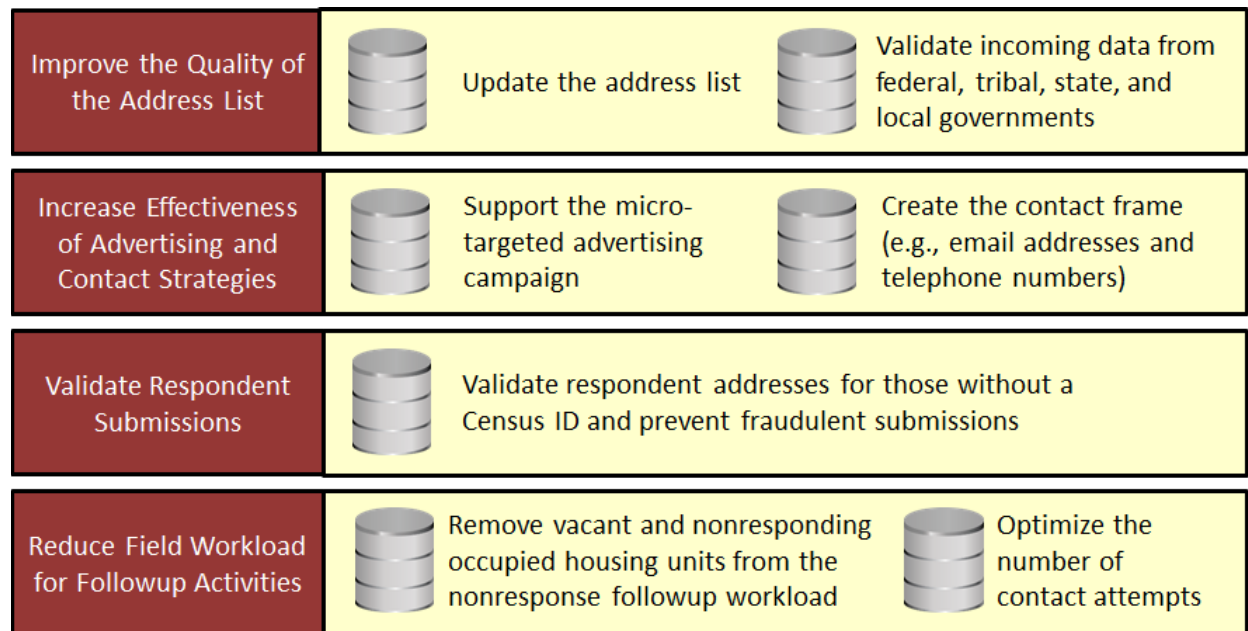 Improve the Quality of
the Address List
Update the address list
Validate incoming data from
federal, tribal, state, and
local governments
Increase Effectiveness
of Advertising and
Contact Strategies
Support the micro-
targeted advertising
campaign
Create the contact frame
(e.g., email addresses and
telephone numbers)
Validate Respondent
Submissions
Validate respondent addresses for those without a
Census ID and prevent fraudulent submissions
Reduce Field Workload
for Followup Activities
Remove vacant and nonresponding
occupied housing units from the
nonresponse followup workload
Optimize the
number of
contact attempts